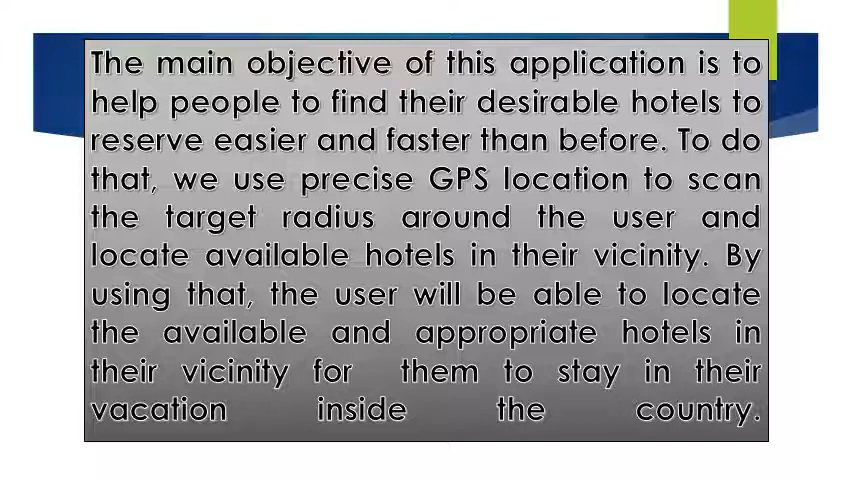 The main objective of this application is to
help people to find their desirable hotels to
reserve easier and faster than before. To do
that, we use precise GPS location to scan
the target radius around the user and
locate available hotels in their vicinity. By
using that, the user will be able to locate
the available and appropriate hotels in
their vicinity for them to stay in their
vacation inside the country.